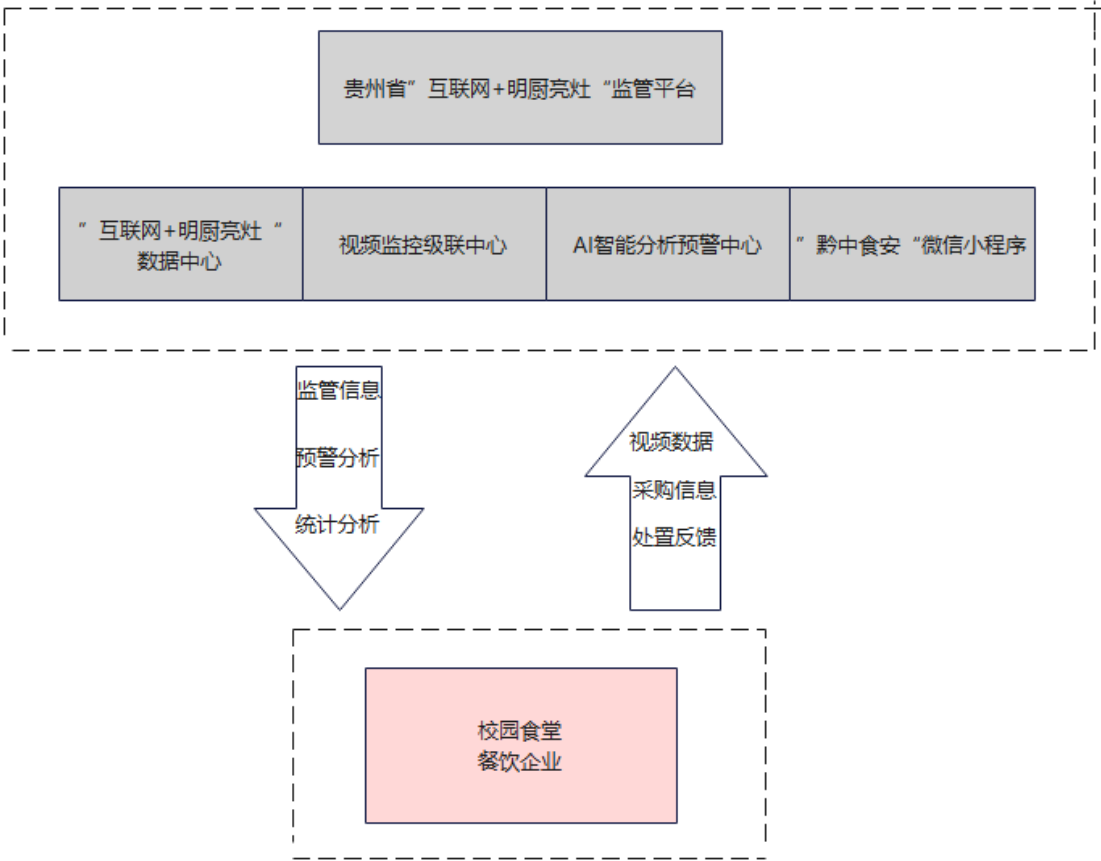 贵州省”互联网+明厨亮灶“监管平台
”互联网+明厨亮灶“
数据中心
视频监控级联中心
AI智能分析预警中心
”黔中食安“微信小程序
监管信息
预警分析
统计分析
视频数据
采购信息
处置反馈
校园食堂
餐饮企业